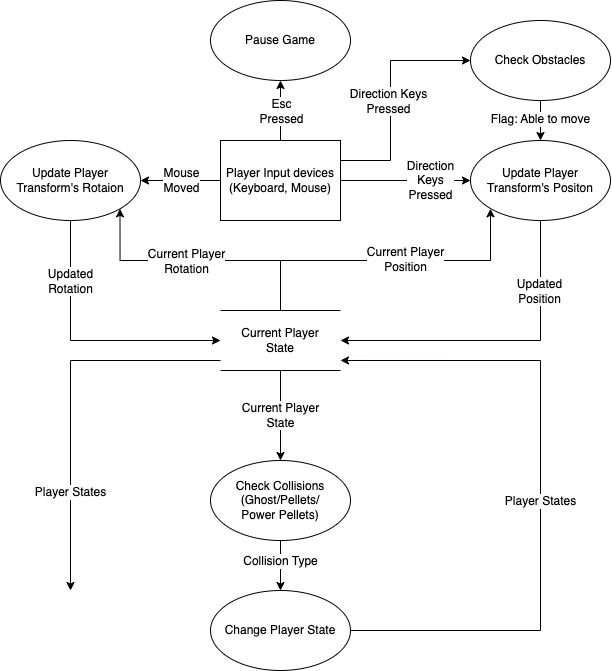 Pause Game
Check Obstacles
Esc
Pressed
Direction Keys
Pressed
Flag: Able to move
Update Player
Transform's Rotaion
Mouse
Moved
Player Input devices
(Keyboard, Mouse)
Direction
Keys
Pressed
Update Player
Transform's Positon
Current Player
Rotation
Current Player
Position
Updated
Rotation
Updated
Position
Current Player
State
Current Player
State
Player States
Check Collisions
(Ghost/Pellets/
Power Pellets)
Player States
Collision Type
Change Player State